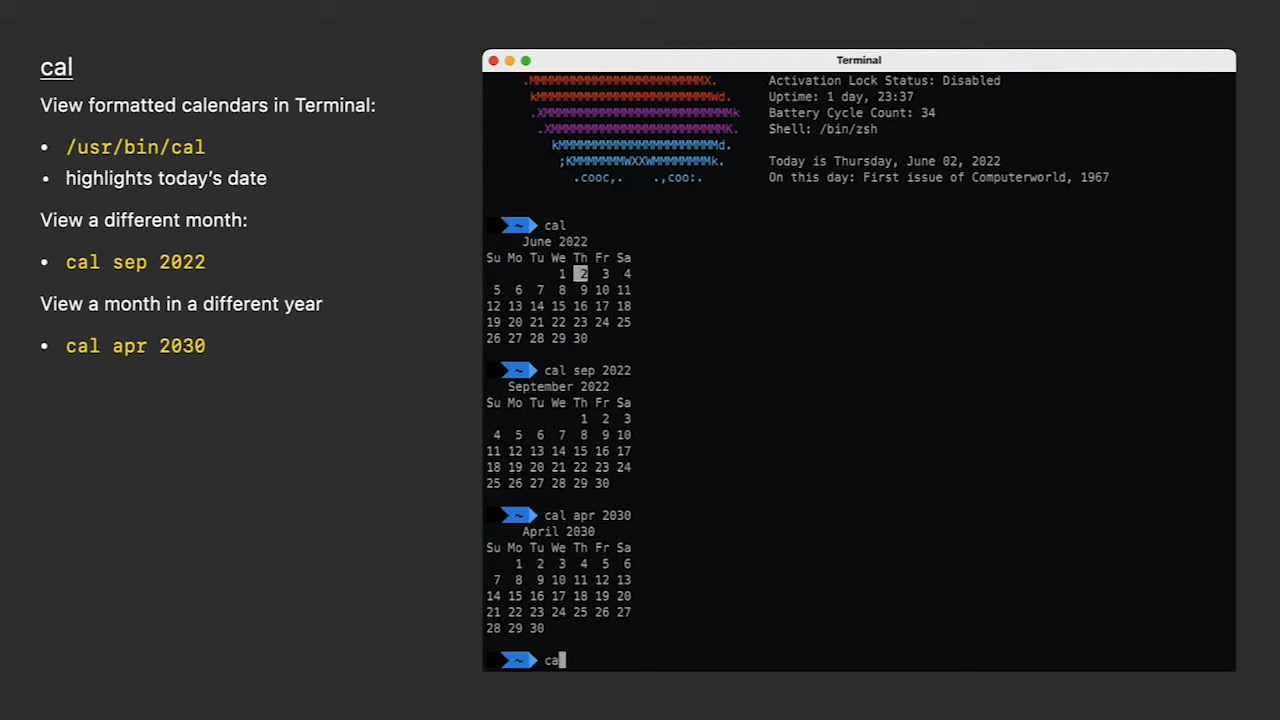 cal
View formatted calendars in Terminal:
• /usr/bin/cal
• highlights today’s date
View a different month:
• cal sep 2022
View a month in a different year
• cal apr 2030
Terminal
.MMMMMMMMMMMMMMMMMMMMMMMMX. Activation Lock Status: Disabled
kMMMMMMMMMMMMMMMMMMMMMMMMWd. Uptime: 1 day, 23:37
.XMMMMMMMMMMMMMMMMMMMMMMMMMMk Battery Cycle Count: 34
.XMMMMMMMMMMMMMMMMMMMMMMMMK. Shell: /bin/zsh
kMMMMMMMMMMMMMMMMMMMMMMd.
;KMMMMMMMWXXWMMMMMMMk. Today is Thursday, June 02, 2022
.cooc,. .,coo:. On this day: First issue of Computerworld, 1967
~ cal
June 2022
Su Mo Tu We Th Fr Sa
1 2 3 4
5 6 7 8 9 10 11
12 13 14 15 16 17 18
19 20 21 22 23 24 25
26 27 28 29 30
~ cal sep 2022
September 2022
Su Mo Tu We Th Fr Sa
1 2 3
4 5 6 7 8 9 10
11 12 13 14 15 16 17
18 19 20 21 22 23 24
25 26 27 28 29 30
~ cal apr 2030
April 2030
Su Mo Tu We Th Fr Sa
1 2 3 4 5 6
7 8 9 10 11 12 13
14 15 16 17 18 19 20
21 22 23 24 25 26 27
28 29 30
~ ca